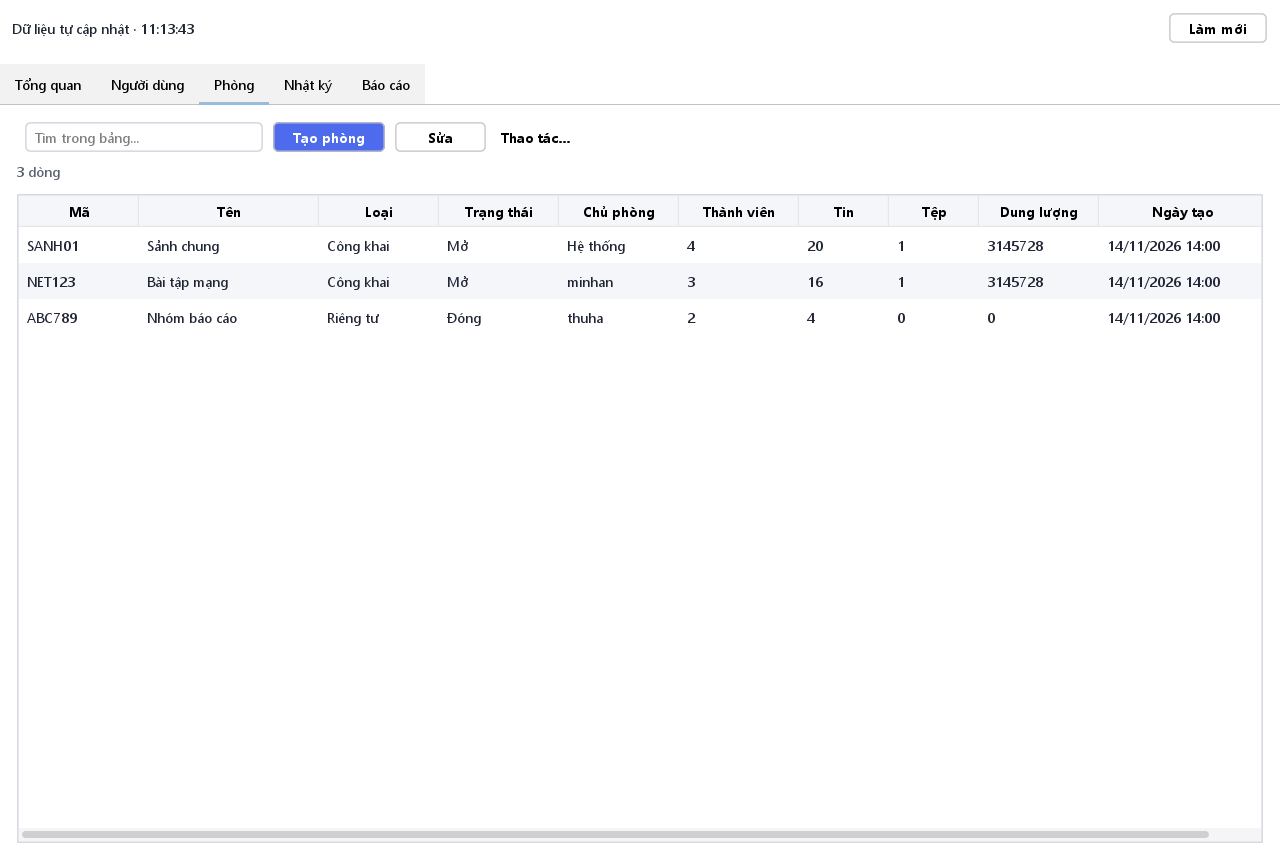 Dữ liệu tự cập nhật · 11:13:43
Làm mới
Tổng quan Người dùng Phòng Nhật ký Báo cáo
Tìm trong bảng... Tạo phòng Sửa Thao tác...
3 dòng
Mã Tên Loại Trạng thái Chủ phòng Thành viên Tin Tệp Dung lượng Ngày tạo
SANH01 Sảnh chung Công khai Mở Hệ thống 4 20 1 3145728 14/11/2026 14:00
NET123 Bài tập mạng Công khai Mở minhan 3 16 1 3145728 14/11/2026 14:00
ABC789 Nhóm báo cáo Riêng tư Đóng thuha 2 4 0 0 14/11/2026 14:00